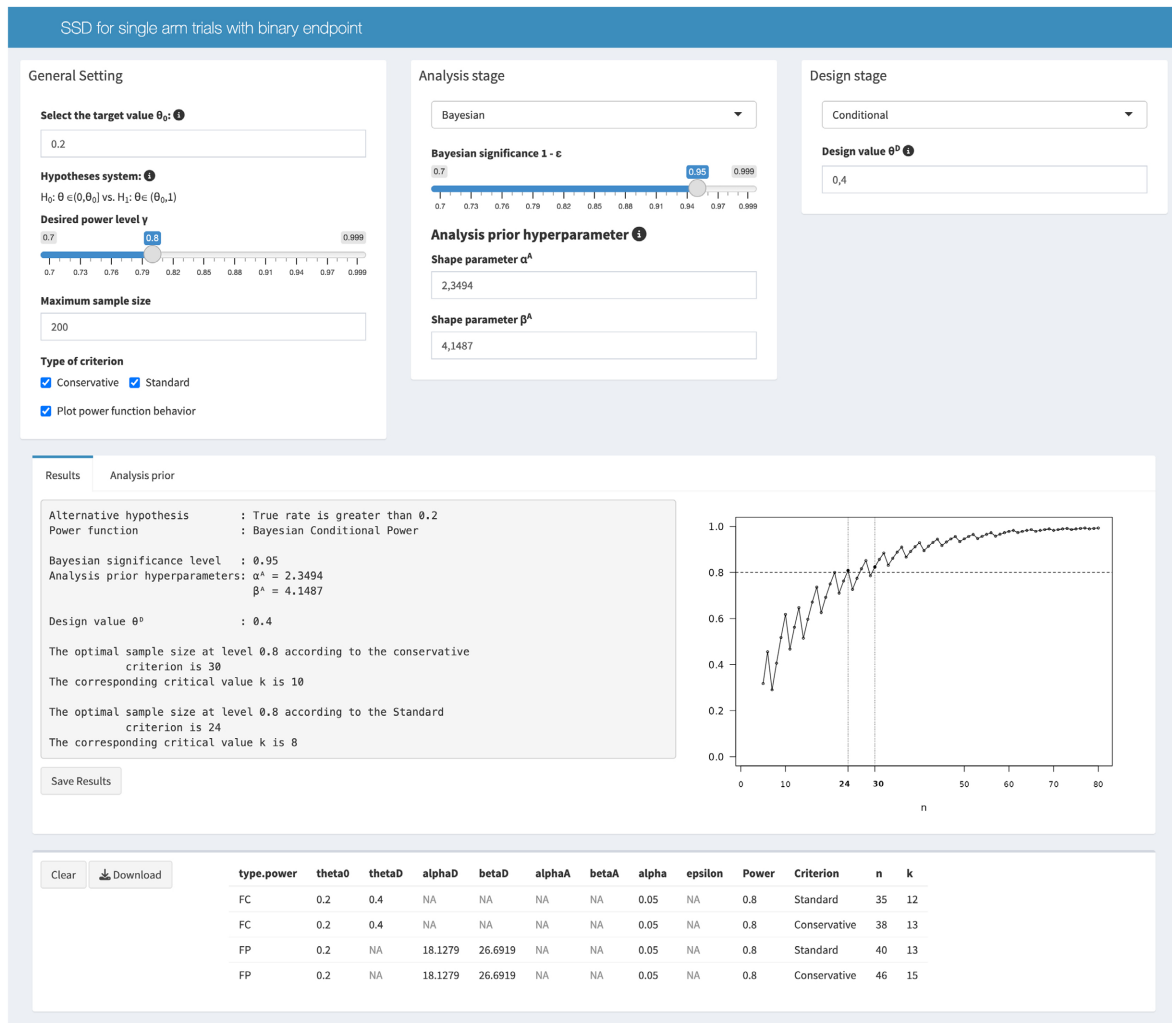 SSD for single arm trials with binary endpoint
General Setting
Select the target value θ₀:
0.2
Hypotheses system:
H₀: θ ∈(0,θ₀] vs. H₁: θ∈ (θ₀,1)
Desired power level γ
0.7 0.8 0.999
0.7 0.73 0.76 0.79 0.82 0.85 0.88 0.91 0.94 0.97 0.999
Maximum sample size
200
Type of criterion
Conservative Standard
Plot power function behavior
Analysis stage
Bayesian
Bayesian significance 1 - ε
0.7 0.95 0.999
0.7 0.73 0.76 0.79 0.82 0.85 0.88 0.91 0.94 0.97 0.999
Analysis prior hyperparameter
Shape parameter αᴬ
2,3494
Shape parameter βᴬ
4,1487
Design stage
Conditional
Design value θᴰ
0,4
Results Analysis prior
Alternative hypothesis : True rate is greater than 0.2
Power function : Bayesian Conditional Power
Bayesian significance level : 0.95
Analysis prior hyperparameters: αᴬ = 2.3494
βᴬ = 4.1487
Design value θᴰ : 0.4
The optimal sample size at level 0.8 according to the conservative
criterion is 30
The corresponding critical value k is 10
The optimal sample size at level 0.8 according to the Standard
criterion is 24
The corresponding critical value k is 8
Save Results
1.0
0.8
0.6
0.4
0.2
0.0
0 10 24 30 50 60 70 80
n
Clear Download
type.power theta0 thetaD alphaD betaD alphaA betaA alpha epsilon Power Criterion n k
FC 0.2 0.4 NA NA NA NA 0.05 NA 0.8 Standard 35 12
FC 0.2 0.4 NA NA NA NA 0.05 NA 0.8 Conservative 38 13
FP 0.2 NA 18.1279 26.6919 NA NA 0.05 NA 0.8 Standard 40 13
FP 0.2 NA 18.1279 26.6919 NA NA 0.05 NA 0.8 Conservative 46 15